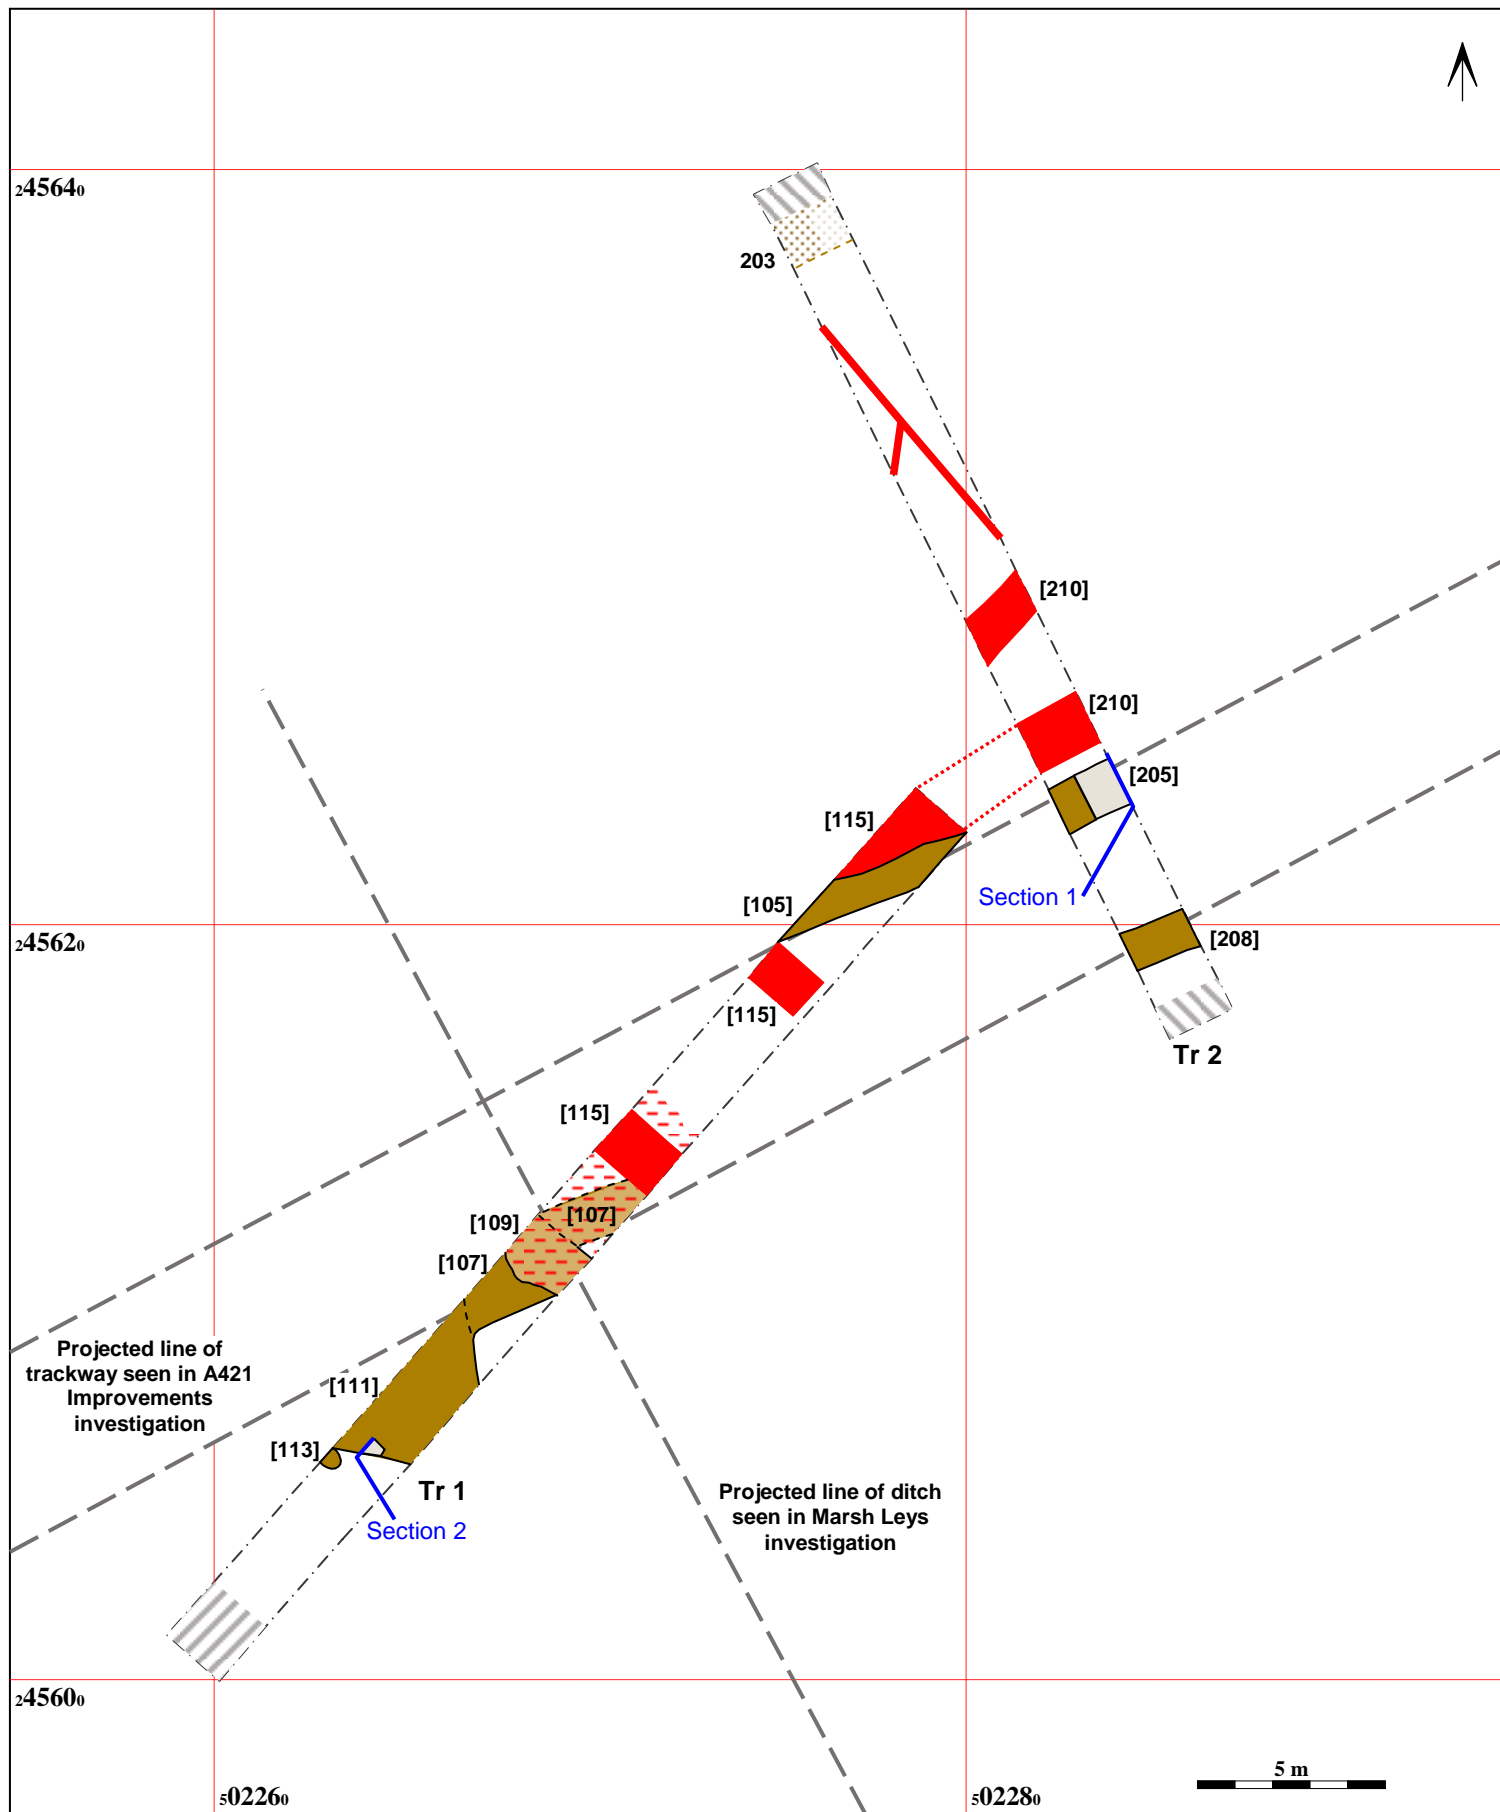 245640
203
[210]
[210]
[205]
[115]
Section 1
[105]
245620
[208]
[115]
Tr 2
[115]
[107]
[109]
[107]
Projected line of
trackway seen in A421
Improvements
investigation
[111]
[113]
Tr 1
Section 2
Projected line of ditch
seen in Marsh Leys
investigation
245600
5 m
502260
502280